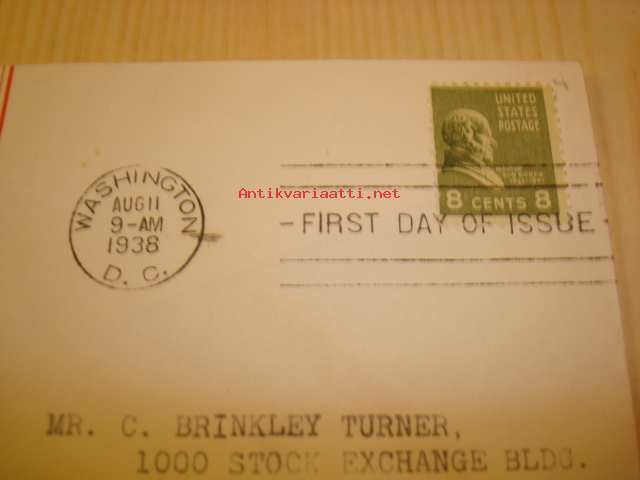 UNITED
STATES
POSTAGE
8 CENTS 8
WASHINGTON
AUG 11
9-AM
1938
D. C.
Antikvariaatti.net
-FIRST DAY OF ISSUE-
MR. C. BRINKLEY TURNER,
1000 STOCK EXCHANGE BLDG.